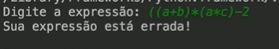 Digite a expressão: ((a+b)*(a*c)-2
Sua expressão está errada!